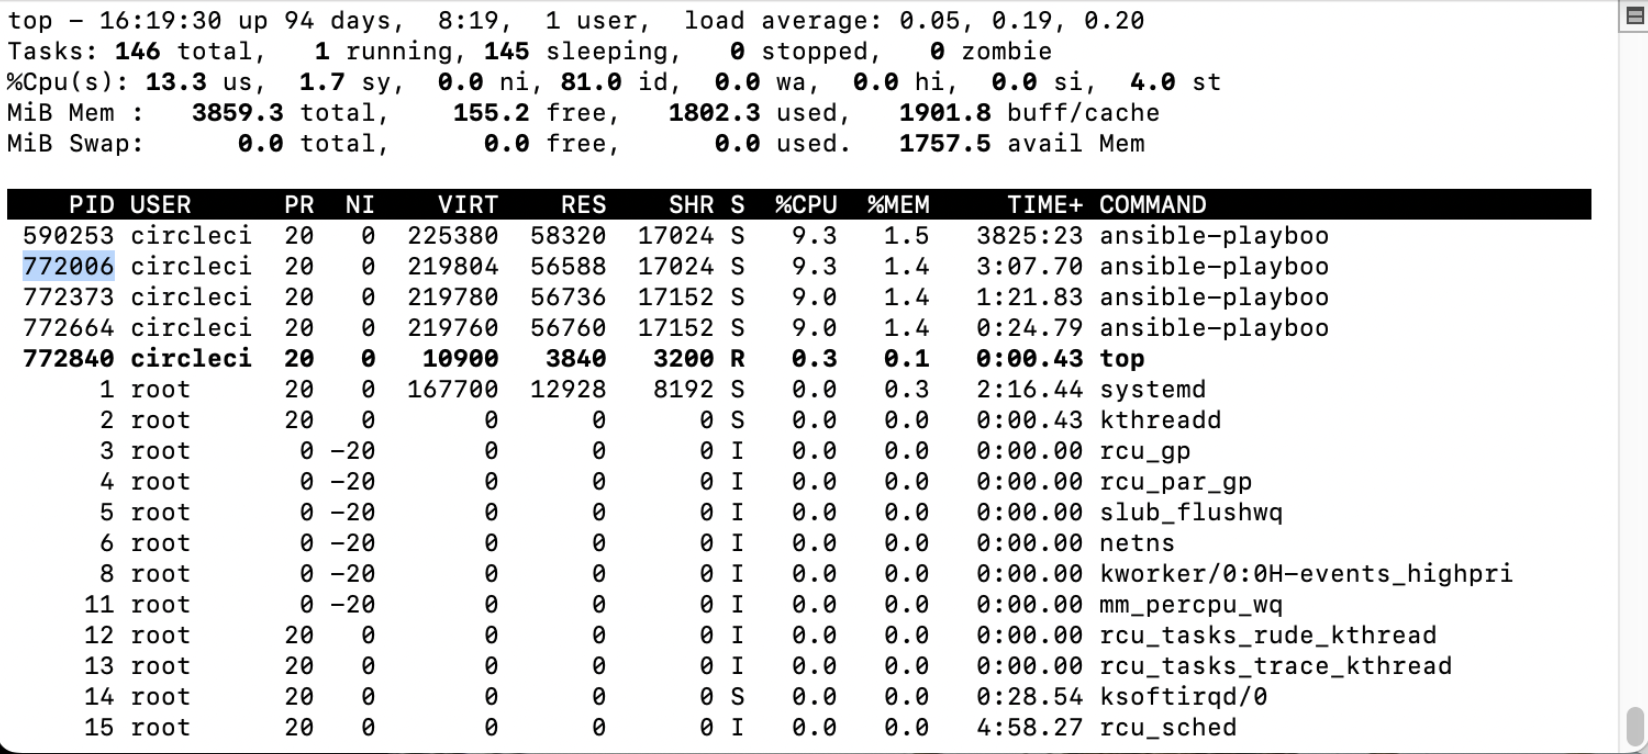 top - 16:19:30 up 94 days,  8:19,  1 user,  load average: 0.05, 0.19, 0.20
Tasks: 146 total,   1 running, 145 sleeping,   0 stopped,   0 zombie
%Cpu(s): 13.3 us,  1.7 sy,  0.0 ni, 81.0 id,  0.0 wa,  0.0 hi,  0.0 si,  4.0 st
MiB Mem :   3859.3 total,    155.2 free,   1802.3 used,   1901.8 buff/cache
MiB Swap:      0.0 total,      0.0 free,      0.0 used.   1757.5 avail Mem
    PID USER      PR  NI    VIRT    RES    SHR S  %CPU  %MEM     TIME+ COMMAND
 590253 circleci  20   0  225380  58320  17024 S   9.3   1.5   3825:23 ansible-playboo
 772006 circleci  20   0  219804  56588  17024 S   9.3   1.4   3:07.70 ansible-playboo
 772373 circleci  20   0  219780  56736  17152 S   9.0   1.4   1:21.83 ansible-playboo
 772664 circleci  20   0  219760  56760  17152 S   9.0   1.4   0:24.79 ansible-playboo
 772840 circleci  20   0   10900   3840   3200 R   0.3   0.1   0:00.43 top
      1 root      20   0  167700  12928   8192 S   0.0   0.3   2:16.44 systemd
      2 root      20   0       0      0      0 S   0.0   0.0   0:00.43 kthreadd
      3 root       0 -20       0      0      0 I   0.0   0.0   0:00.00 rcu_gp
      4 root       0 -20       0      0      0 I   0.0   0.0   0:00.00 rcu_par_gp
      5 root       0 -20       0      0      0 I   0.0   0.0   0:00.00 slub_flushwq
      6 root       0 -20       0      0      0 I   0.0   0.0   0:00.00 netns
      8 root       0 -20       0      0      0 I   0.0   0.0   0:00.00 kworker/0:0H-events_highpri
     11 root       0 -20       0      0      0 I   0.0   0.0   0:00.00 mm_percpu_wq
     12 root      20   0       0      0      0 I   0.0   0.0   0:00.00 rcu_tasks_rude_kthread
     13 root      20   0       0      0      0 I   0.0   0.0   0:00.00 rcu_tasks_trace_kthread
     14 root      20   0       0      0      0 S   0.0   0.0   0:28.54 ksoftirqd/0
     15 root      20   0       0      0      0 I   0.0   0.0   4:58.27 rcu_sched